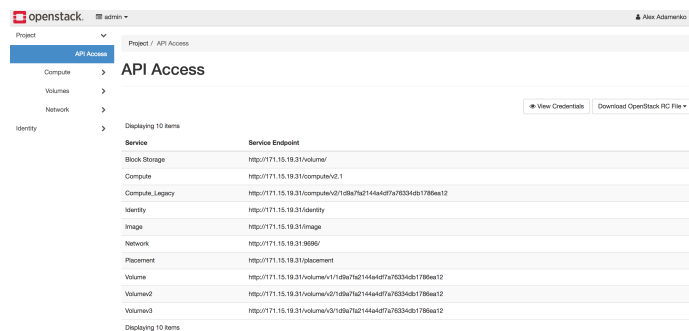 openstack. admin Alex Adamenko
Project
API Access
Compute
Volumes
Network
Identity
Project / API Access
API Access
View Credentials Download OpenStack RC File
Displaying 10 items
Service Service Endpoint
Block Storage http://171.15.19.31/volume/
Compute http://171.15.19.31/compute/v2.1
Compute_Legacy http://171.15.19.31/compute/v2/1d9a7fa2144a4df7a76334db1786ea12
Identity http://171.15.19.31/identity
Image http://171.15.19.31/image
Network http://171.15.19.31:9696/
Placement http://171.15.19.31/placement
Volume http://171.15.19.31/volume/v1/1d9a7fa2144a4df7a76334db1786ea12
Volumev2 http://171.15.19.31/volume/v2/1d9a7fa2144a4df7a76334db1786ea12
Volumev3 http://171.15.19.31/volume/v3/1d9a7fa2144a4df7a76334db1786ea12
Displaying 10 items